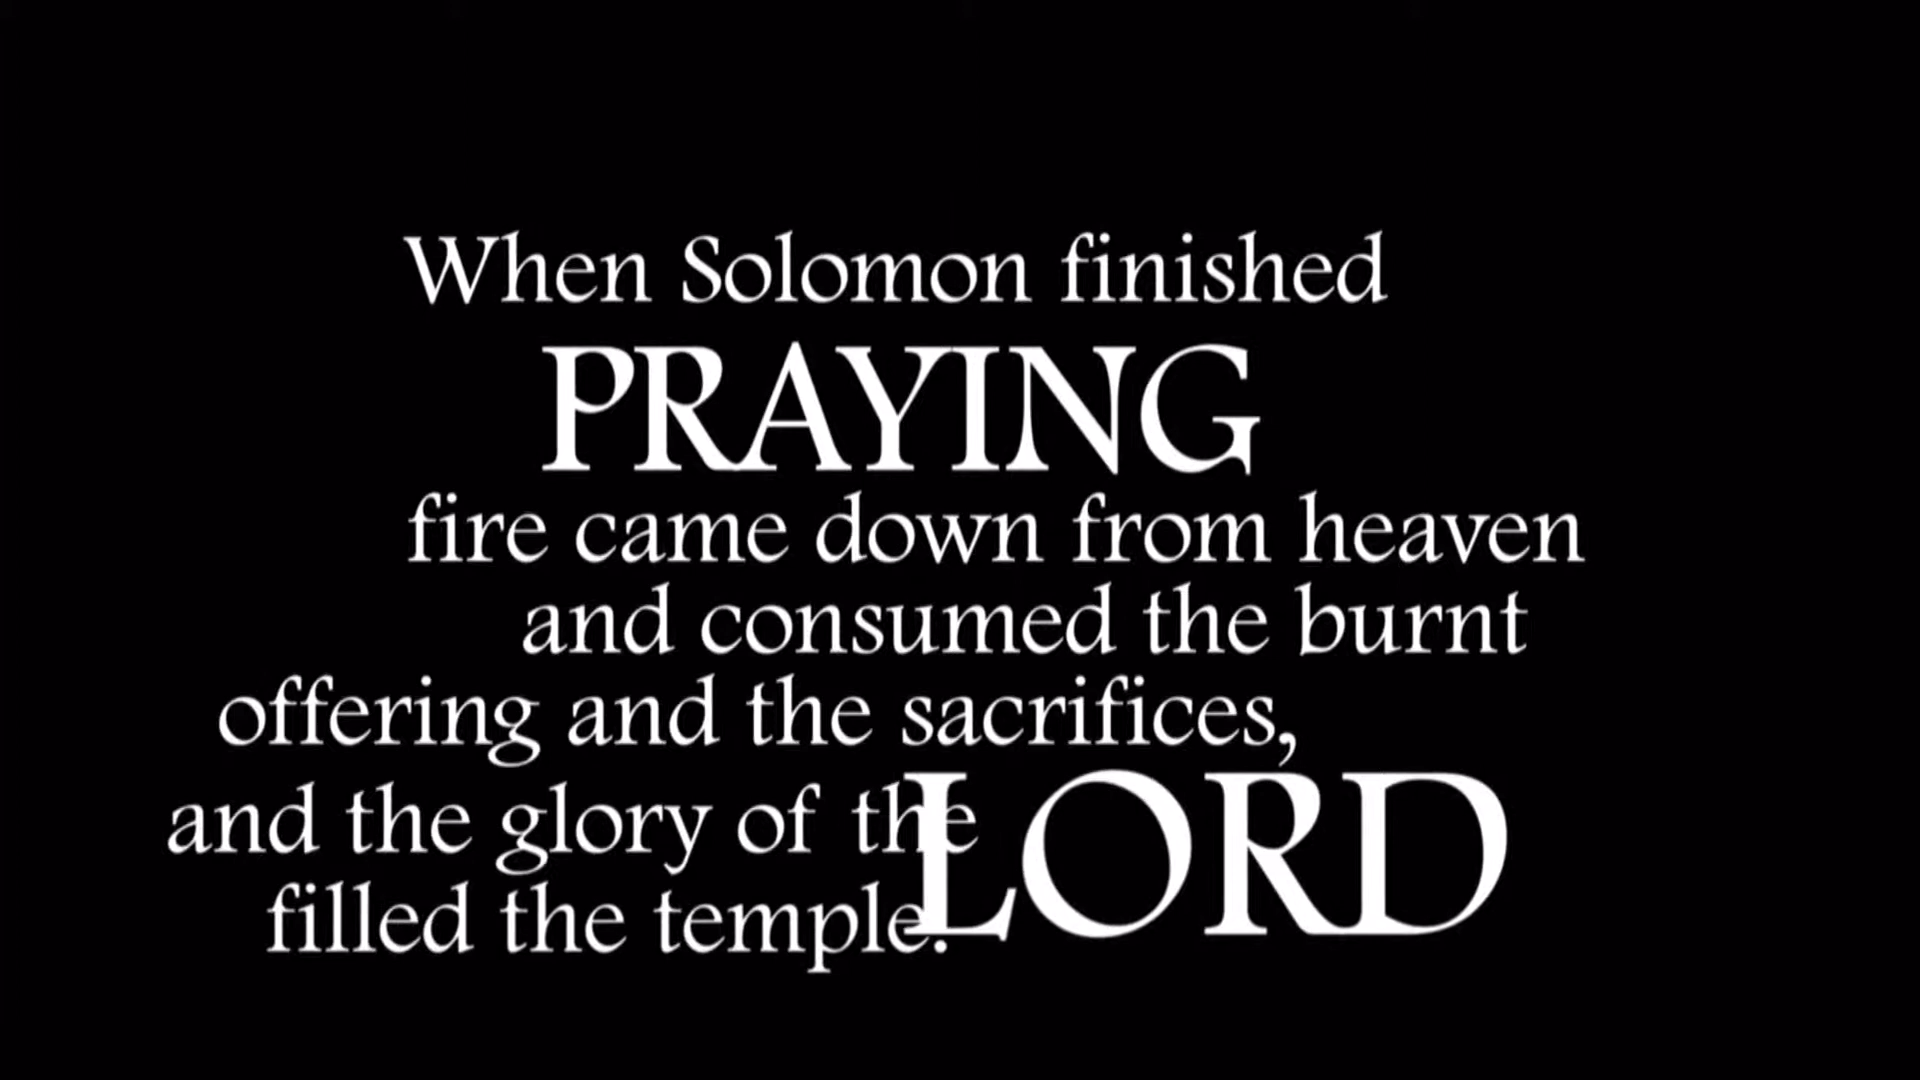 When Solomon finished
PRAYING
fire came down from heaven
and consumed the burnt
offering and the sacrifices,
and the glory of the LORD
filled the temple.